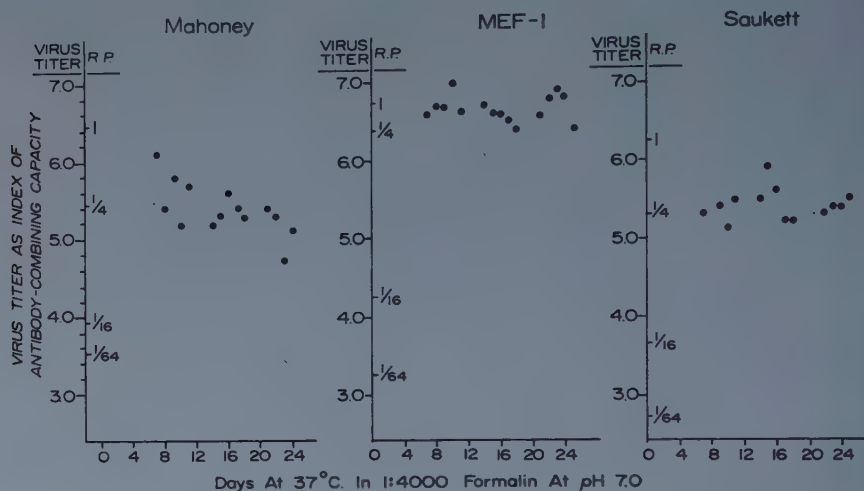 Mahoney
MEF-1
Saukett
VIRUS TITER R.P.
VIRUS TITER R.P.
VIRUS TITER R.P.
VIRUS TITER AS INDEX OF
ANTIBODY-COMBINING CAPACITY
7.0
6.0
5.0
4.0
3.0
1
1/4
1/16
1/64
0 4 8 12 16 20 24
7.0
6.0
5.0
4.0
3.0
1
1/4
1/16
1/64
0 4 8 12 16 20 24
7.0
6.0
5.0
4.0
3.0
1
1/4
1/16
1/64
0 4 8 12 16 20 24
Days At 37°C. In 1:4000 Formalin At pH 7.0